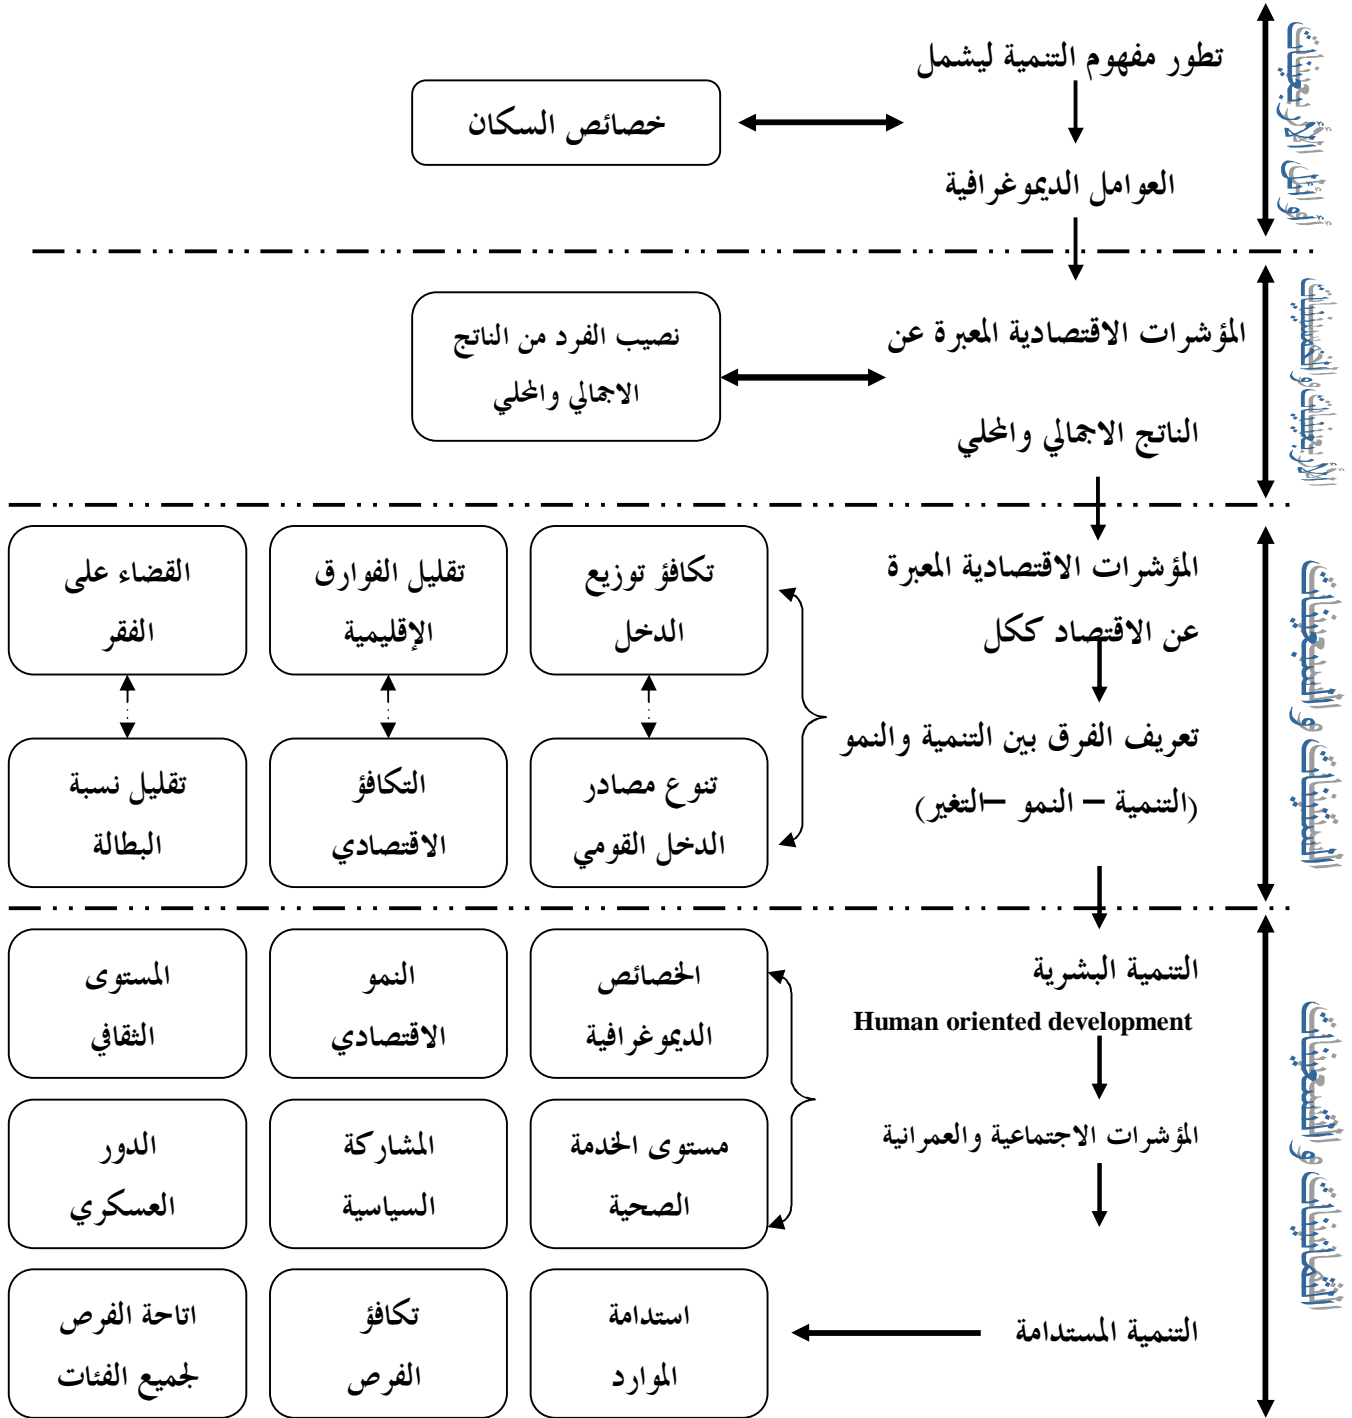 أوائل الأربعينات
تطور مفهوم التنمية ليشمل
خصائص السكان
العوامل الديموغرافية
الأربعينات والخمسينات
المؤشرات الاقتصادية المعبرة عن
الناتج الاجمالي والمحلي
نصيب الفرد من الناتج
الاجمالي والمحلي
الستينات و السبعينات
المؤشرات الاقتصادية المعبرة
عن الاقتصاد ككل
تعريف الفرق بين التنمية والنمو
(التنمية – النمو –التغير)
تكافؤ توزيع
الدخل
تقليل الفوارق
الإقليمية
القضاء على
الفقر
تنوع مصادر
الدخل القومي
التكافؤ
الاقتصادي
تقليل نسبة
البطالة
الثمانينات و التسعينات
التنمية البشرية
Human oriented development
المؤشرات الاجتماعية والعمرانية
التنمية المستدامة
الخصائص
الديموغرافية
النمو
الاقتصادي
المستوى
الثقافي
مستوى الخدمة
الصحية
المشاركة
السياسية
الدور
العسكري
استدامة
الموارد
تكافؤ
الفرص
اتاحة الفرص
لجميع الفئات